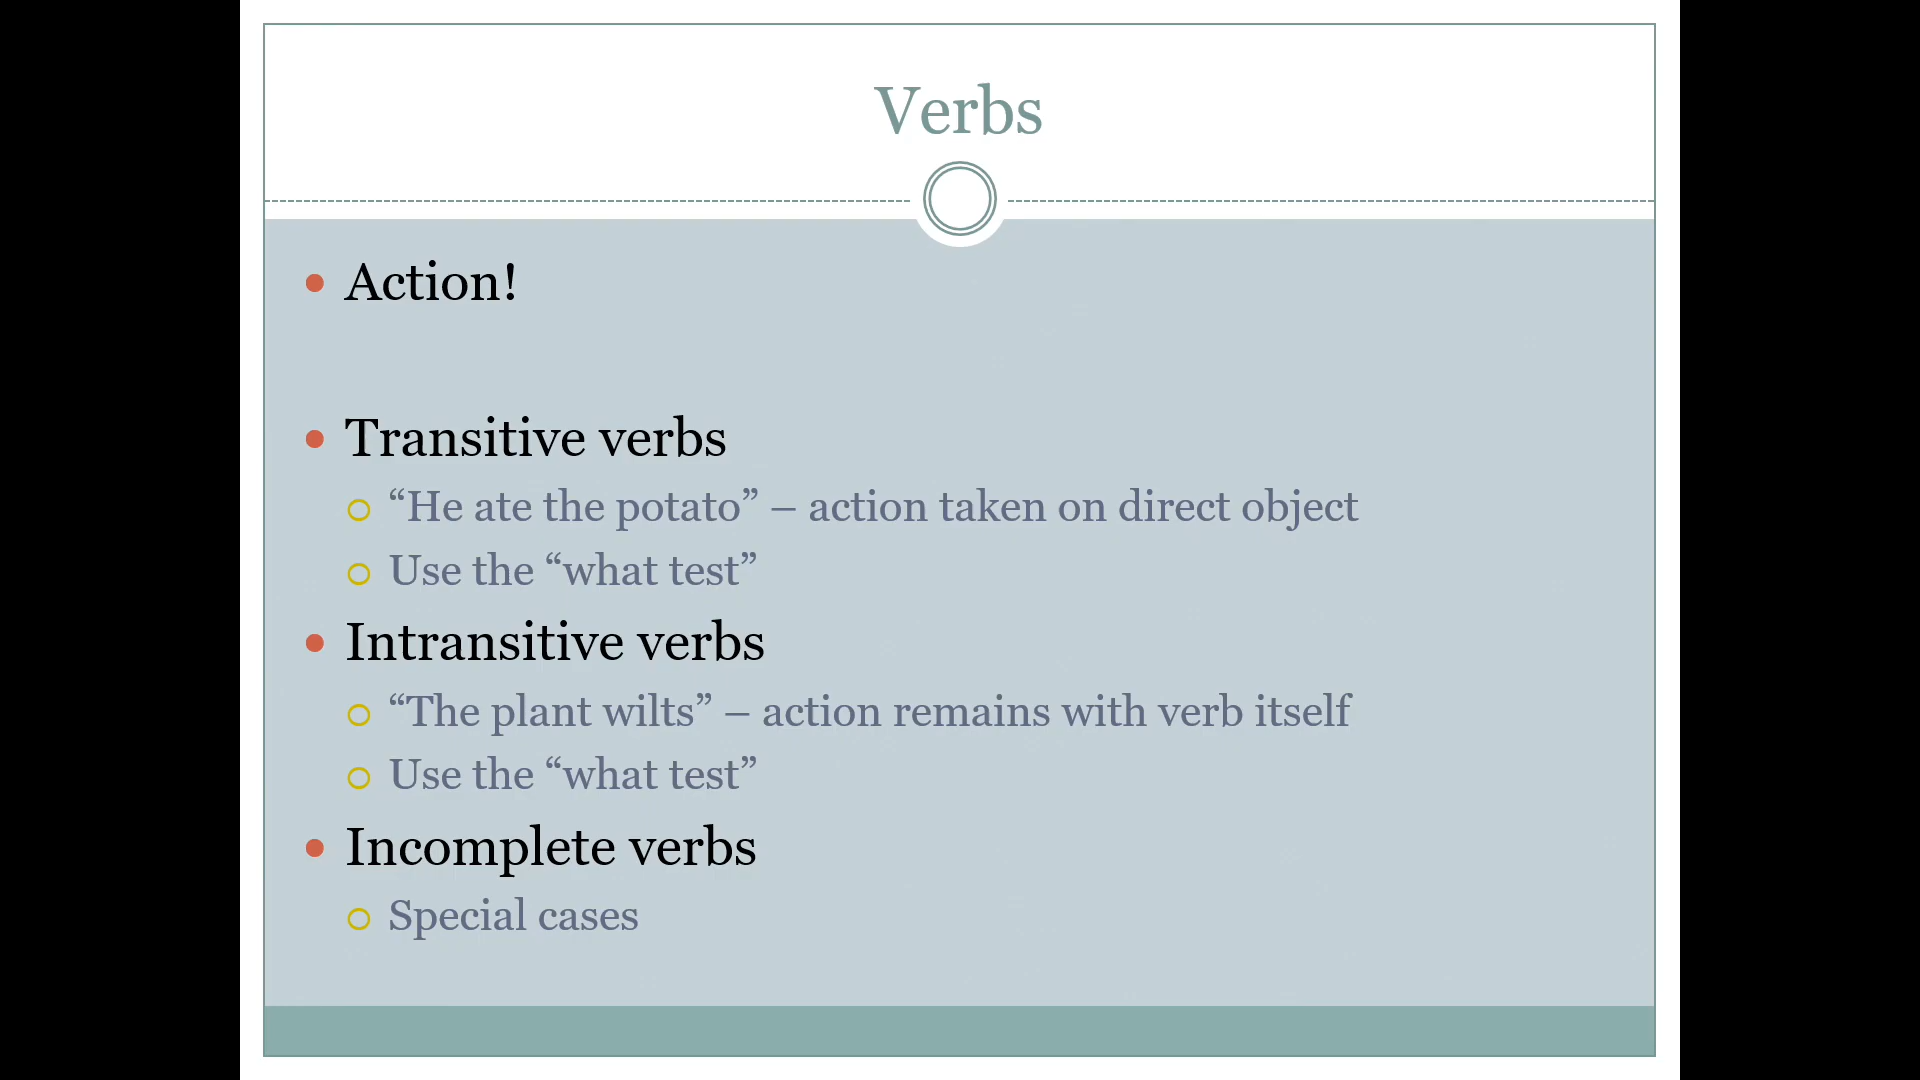 Verbs
Action!
Transitive verbs
“He ate the potato” – action taken on direct object
Use the “what test”
Intransitive verbs
“The plant wilts” – action remains with verb itself
Use the “what test”
Incomplete verbs
Special cases